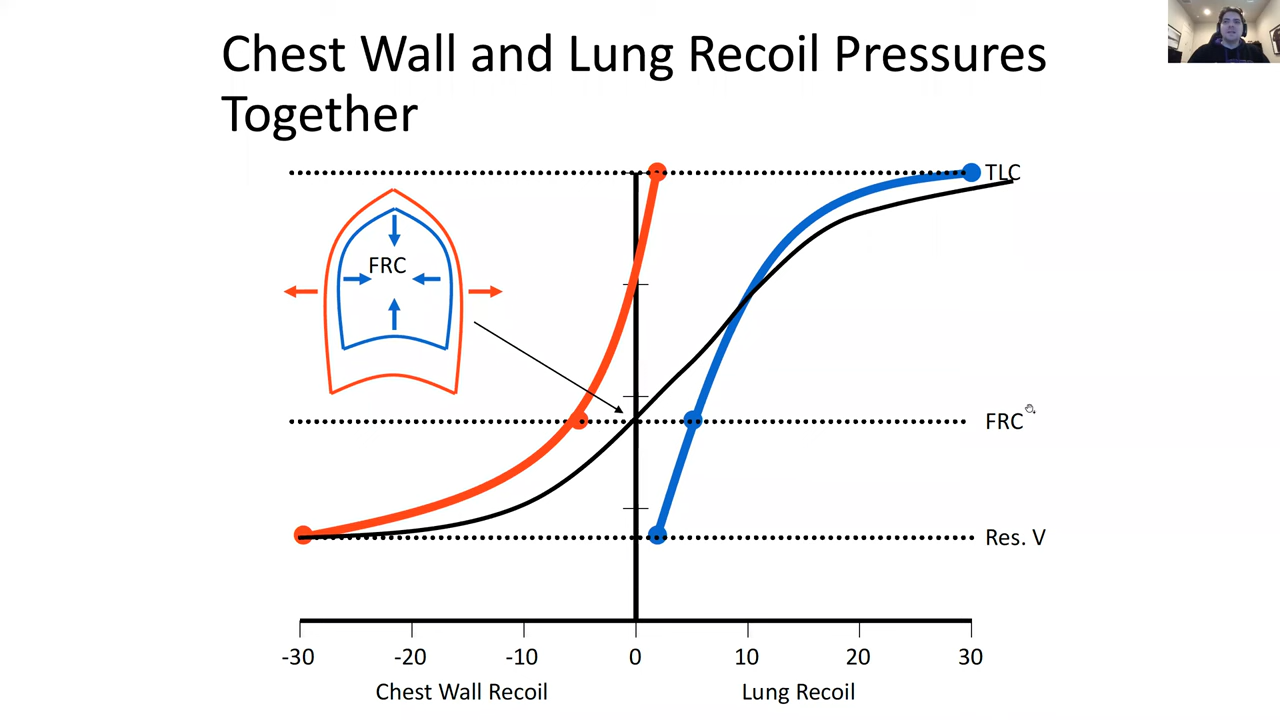 Chest Wall and Lung Recoil Pressures
Together
TLC
FRC
FRC
Res. V
-30 -20 -10 0 10 20 30
Chest Wall Recoil Lung Recoil